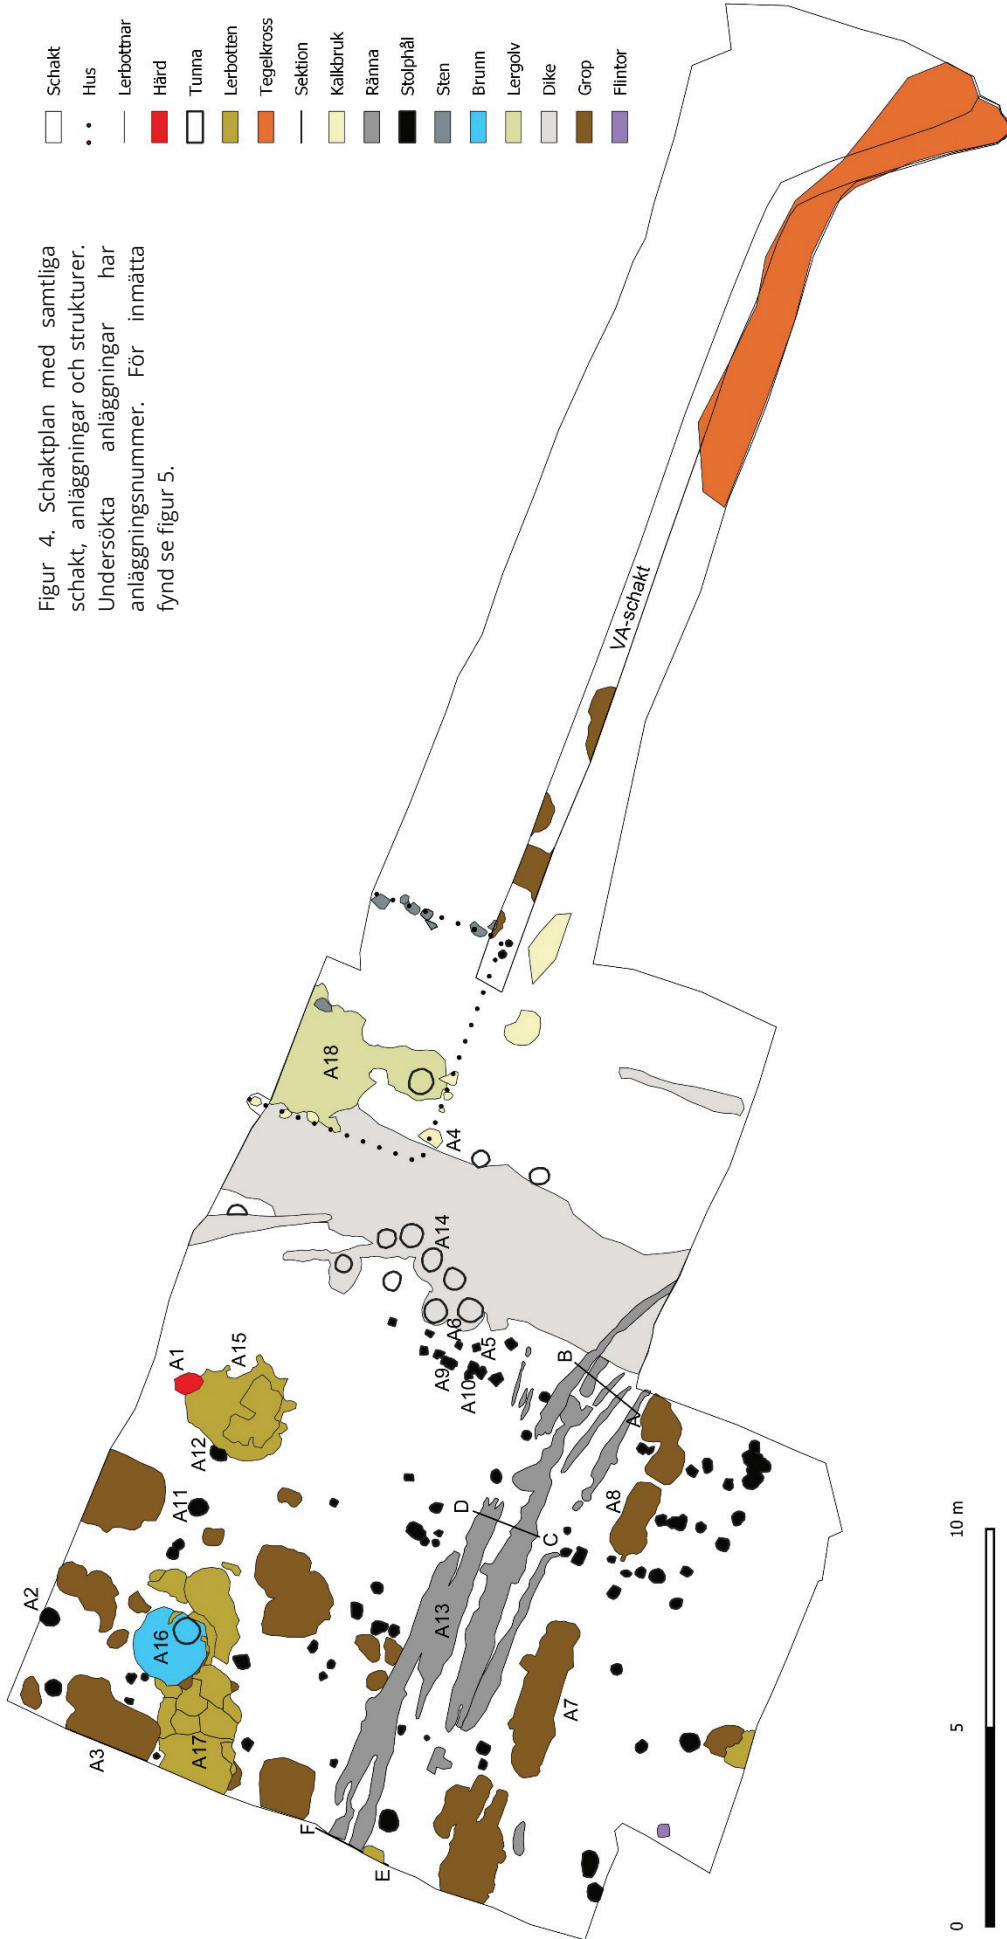 Figur 4. Schaktplan med samtliga
schakt, anläggningar och strukturer.
Undersökta anläggningar har
anläggningsnummer. För inmätta
fynd se figur 5.
Schakt
Hus
Lerbottnar
Härd
Tunna
Lerbotten
Tegelkross
Sektion
Kalkbruk
Ränna
Stolphål
Sten
Brunn
Lergolv
Dike
Grop
Flintor
VA-schakt
A18
A4
A14
A6
A5
A9
A10
A1
A15
A12
A11
A2
A16
A3
A17
B
A
A8
D
C
A13
A7
F
E
0
5
10 m